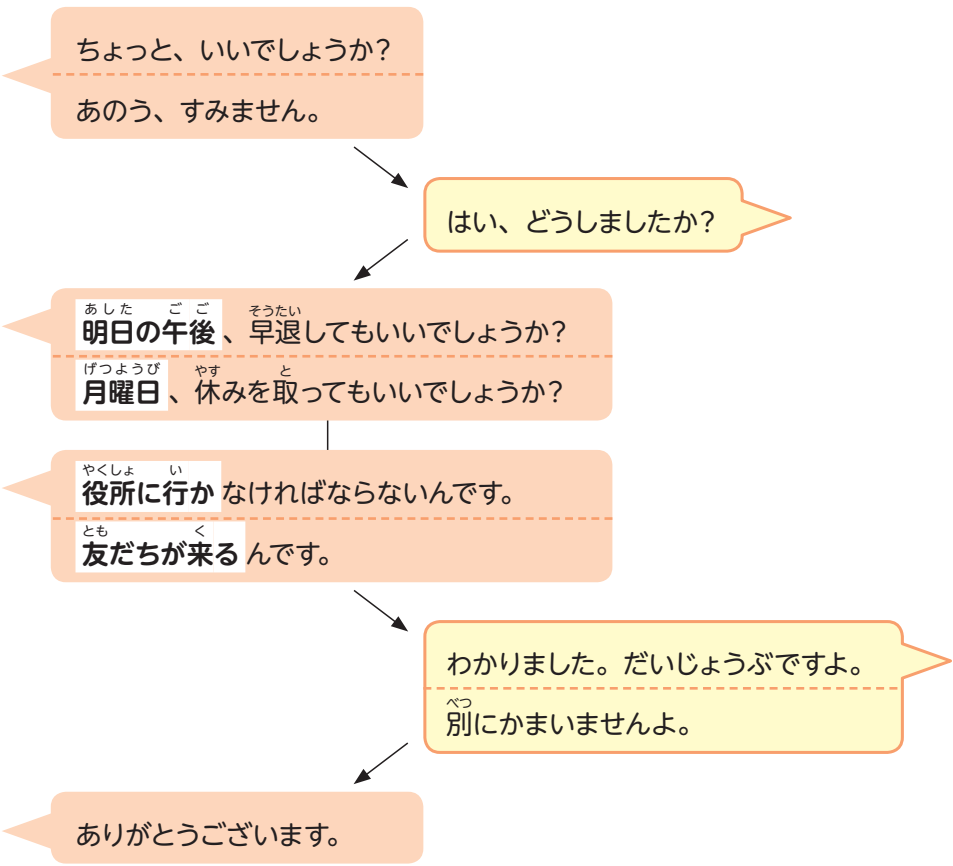 ちょっと、いいでしょうか?
あのう、すみません。
はい、どうしましたか?
あした ごご そうたい
明日の午後、早退してもいいでしょうか?
げつようび やす と
月曜日、休みを取ってもいいでしょうか?
やくしょ い
役所に行かなければならないんです。
とも く
友だちが来るんです。
わかりました。だいじょうぶですよ。
べつ
別にかまいませんよ。
ありがとうございます。